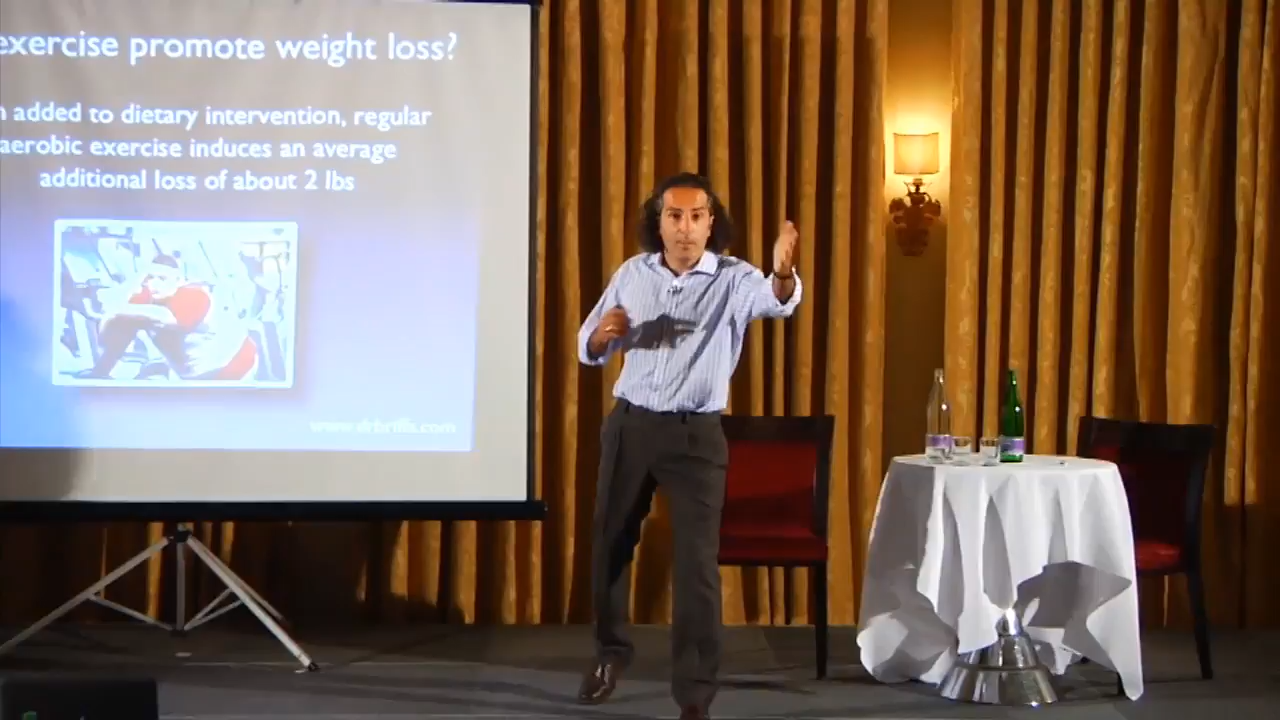 exercise promote weight loss?
added to dietary intervention, regular
aerobic exercise induces an average
additional loss of about 2 lbs
www.drbriffa.com